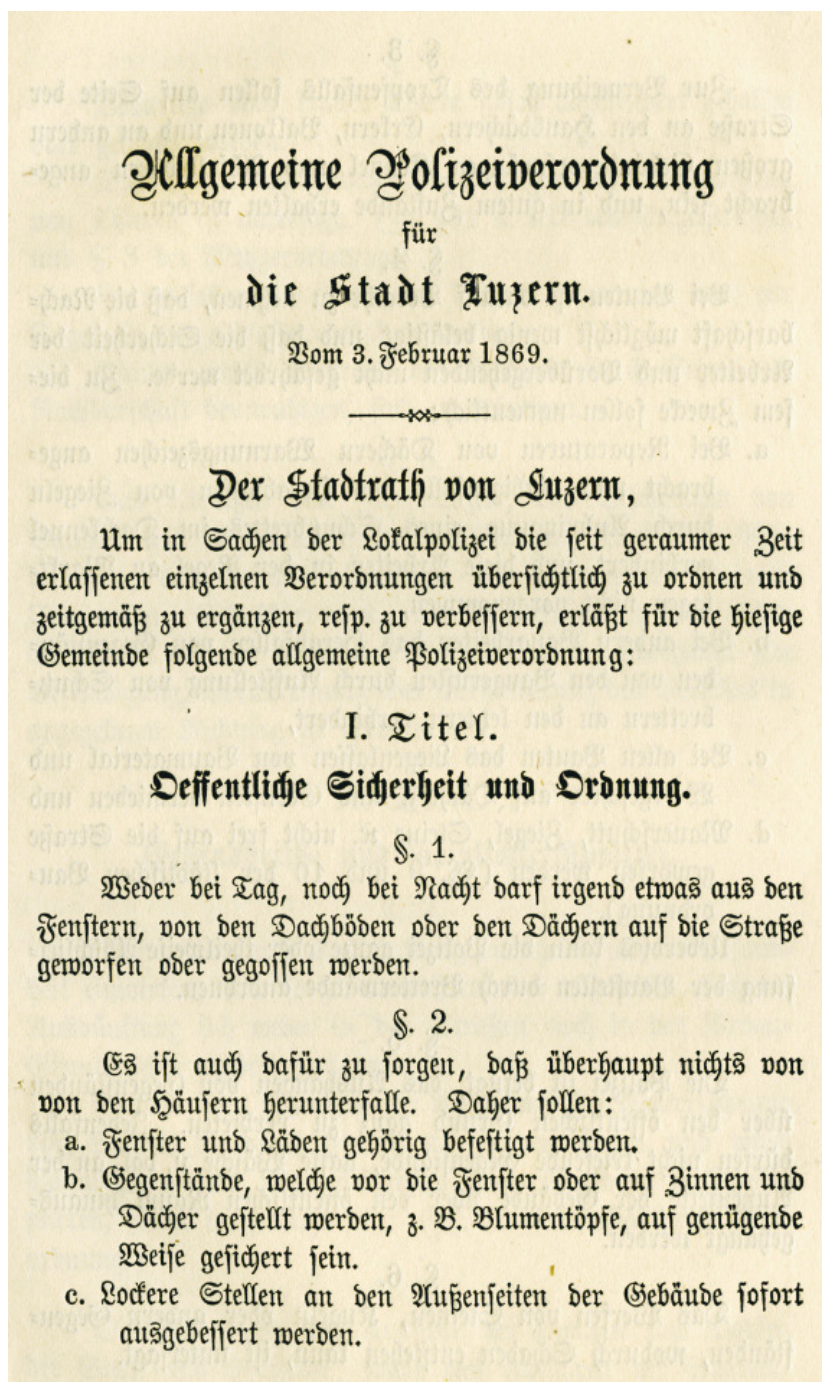 Allgemeine Polizeiverordnung
für
die Stadt Luzern.
Vom 3. Februar 1869.
Der Stadtrath von Luzern,
Um in Sachen der Lokalpolizei die seit geraumer Zeit
erlassenen einzelnen Verordnungen übersichtlich zu ordnen und
zeitgemäß zu ergänzen, resp. zu verbessern, erläßt für die hiesige
Gemeinde folgende allgemeine Polizeiverordnung:
I. Titel.
Oeffentliche Sicherheit und Ordnung.
§. 1.
Weder bei Tag, noch bei Nacht darf irgend etwas aus den
Fenstern, von den Dachböden oder den Dächern auf die Straße
geworfen oder gegossen werden.
§. 2.
Es ist auch dafür zu sorgen, daß überhaupt nichts von
von den Häusern herunterfalle. Daher sollen:
a. Fenster und Läden gehörig befestigt werden.
b. Gegenstände, welche vor die Fenster oder auf Zinnen und
Dächer gestellt werden, z. B. Blumentöpfe, auf genügende
Weise gesichert sein.
c. Lockere Stellen an den Außenseiten der Gebäude sofort
ausgebessert werden.